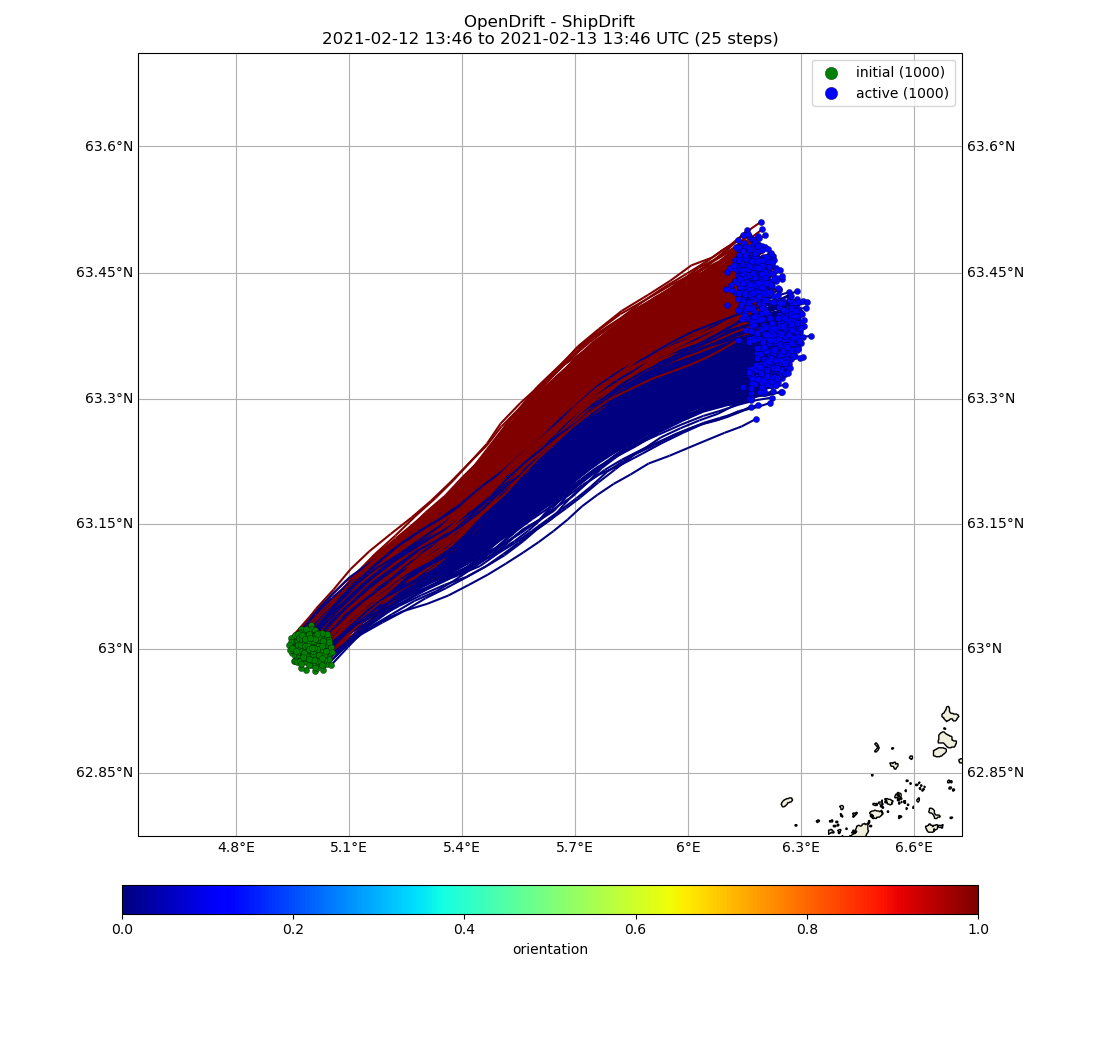 OpenDrift - ShipDrift
2021-02-12 13:46 to 2021-02-13 13:46 UTC (25 steps)
initial (1000)
active (1000)
63.6°N 63.6°N
63.45°N 63.45°N
63.3°N 63.3°N
63.15°N 63.15°N
63°N 63°N
62.85°N 62.85°N
4.8°E 5.1°E 5.4°E 5.7°E 6°E 6.3°E 6.6°E
0.0 0.2 0.4 0.6 0.8 1.0
orientation